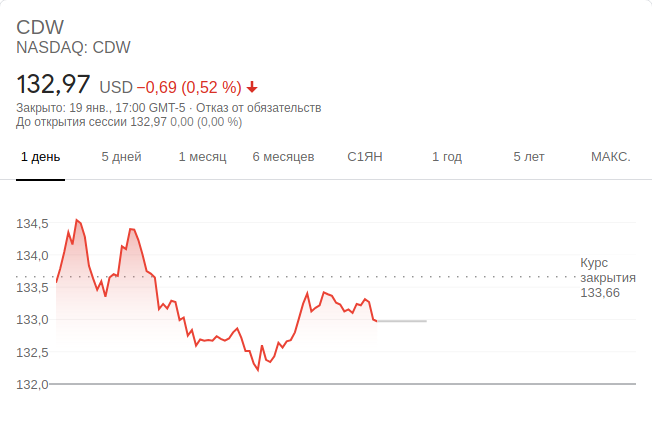 CDW
NASDAQ: CDW
132,97 USD −0,69 (0,52 %)
Закрыто: 19 янв., 17:00 GMT-5 · Отказ от обязательств
До открытия сессии 132,97 0,00 (0,00 %)
1 день 5 дней 1 месяц 6 месяцев С1ЯН 1 год 5 лет МАКС.
134,5
134,0
133,5
133,0
132,5
132,0
Курс
закрытия
133,66